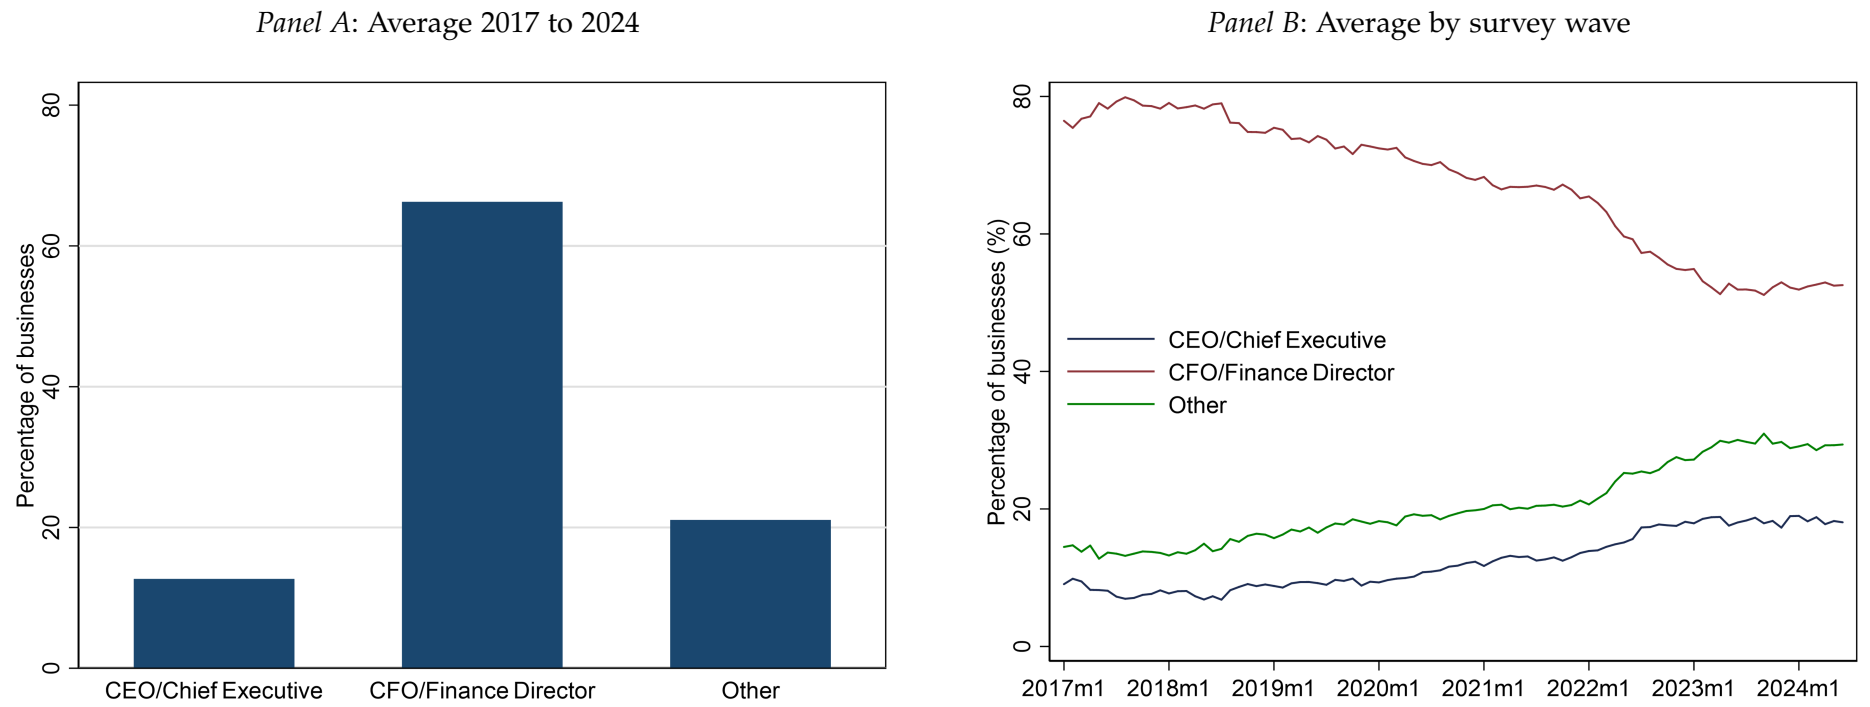 Panel A: Average 2017 to 2024
Percentage of businesses
80
60
40
20
0
CEO/Chief Executive CFO/Finance Director Other
Panel B: Average by survey wave
Percentage of businesses (%)
80
60
40
20
0
CEO/Chief Executive
CFO/Finance Director
Other
2017m1 2018m1 2019m1 2020m1 2021m1 2022m1 2023m1 2024m1